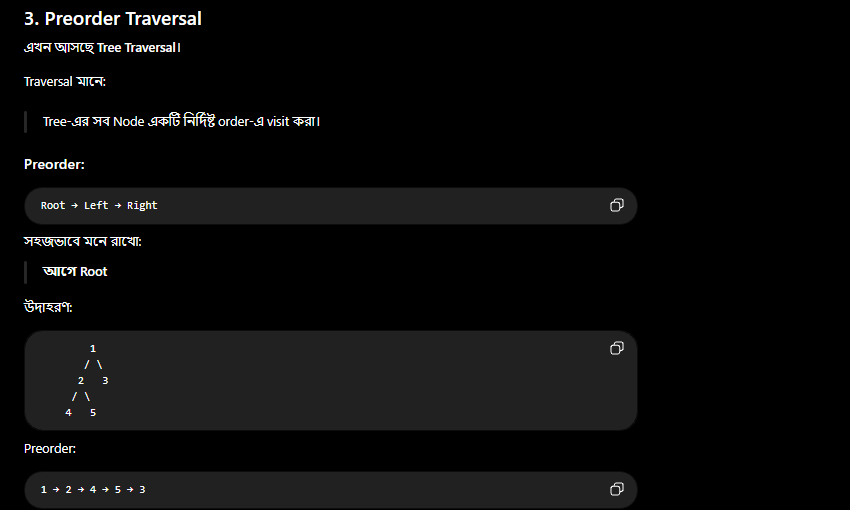 3. Preorder Traversal
এখন আসছে Tree Traversal।
Traversal মানে:
Tree-এর সব Node একটি নির্দিষ্ট order-এ visit করা।
Preorder:
Root → Left → Right
সহজভাবে মনে রাখো:
আগে Root
উদাহরণ:
1
/ \
2 3
/ \
4 5
Preorder:
1 → 2 → 4 → 5 → 3